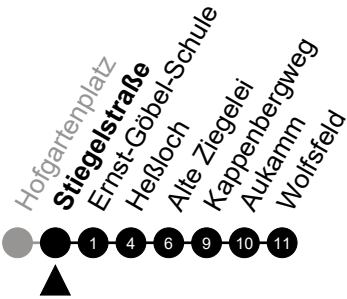 Hofgartenplatz
Stiegelstraße
Ernst-Göbel-Schule
Heßloch
Alte Ziegelei
Kappenbergweg
Aukamm
Wolfsfeld
1 4 6 9 10 11